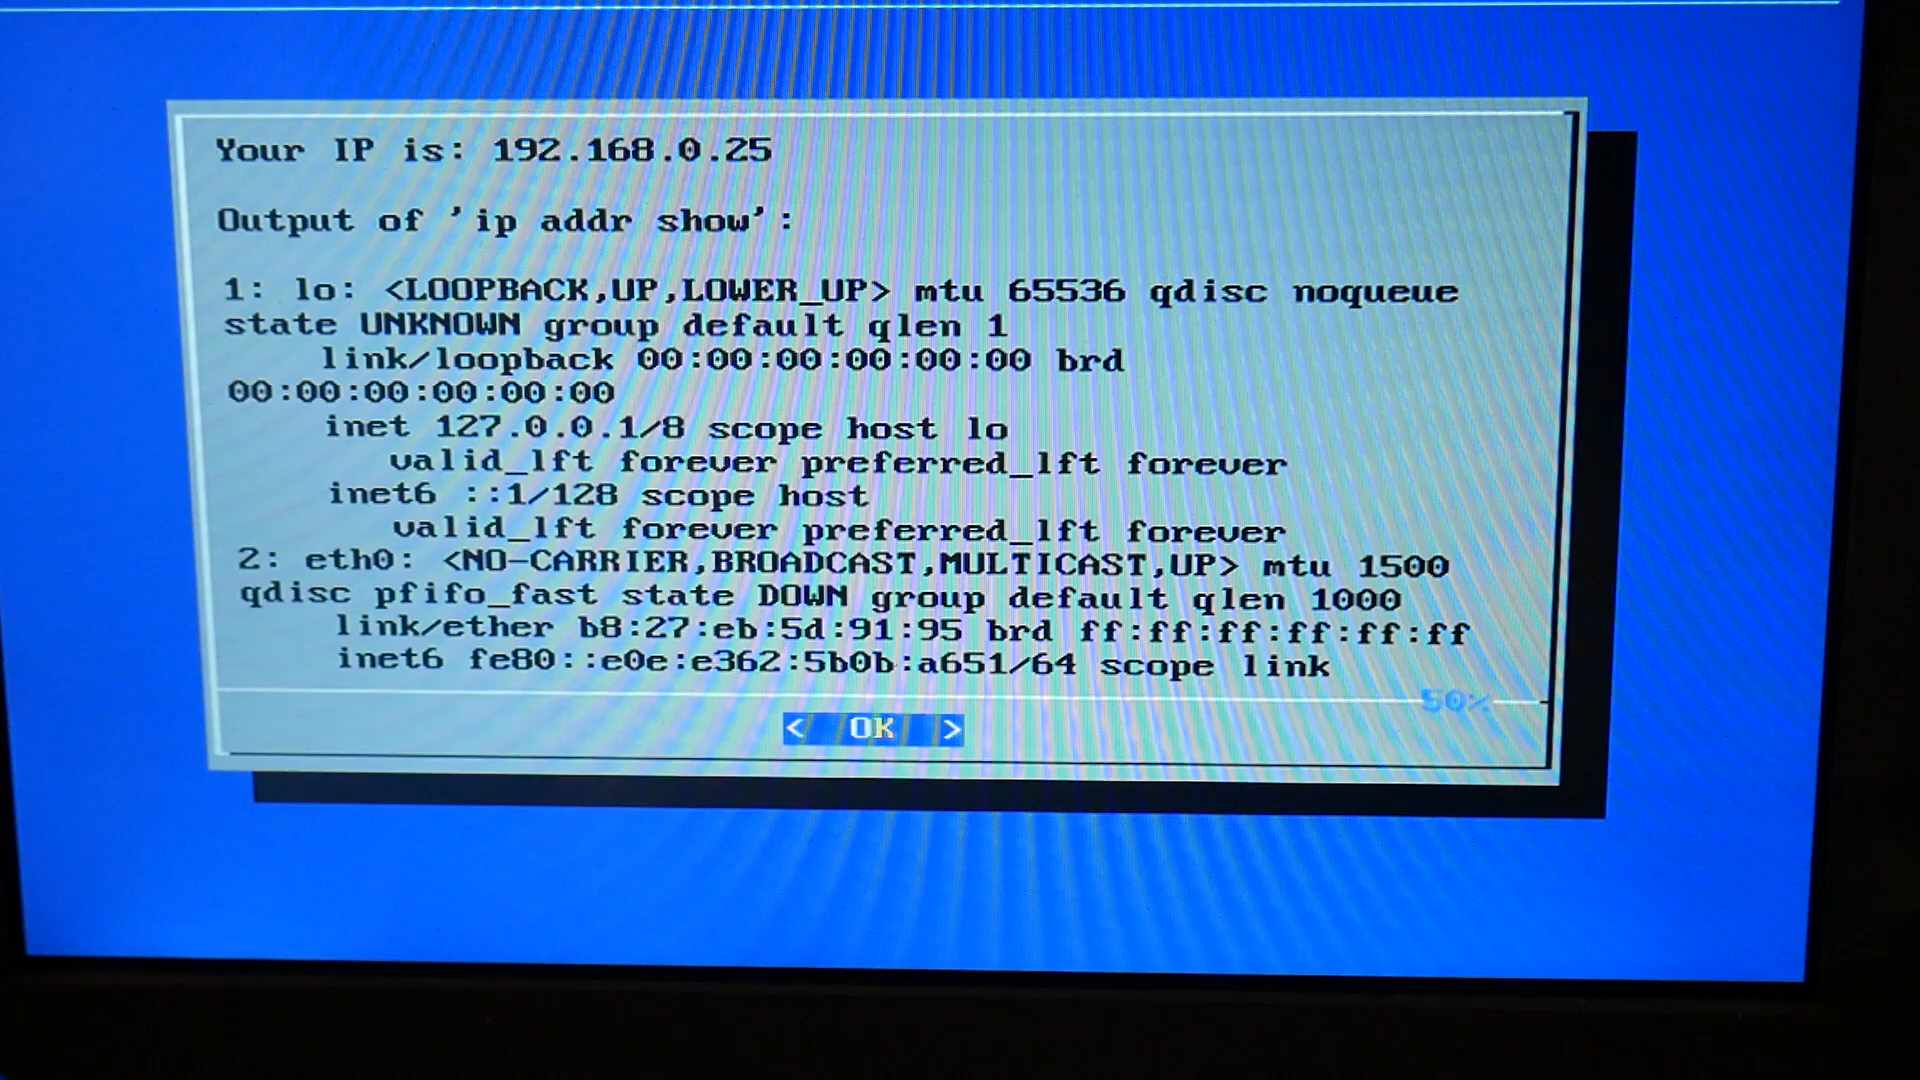 Your IP is: 192.168.0.25
Output of 'ip addr show':
1: lo: <LOOPBACK,UP,LOWER_UP> mtu 65536 qdisc noqueue
state UNKNOWN group default qlen 1
link/loopback 00:00:00:00:00:00 brd
00:00:00:00:00:00
inet 127.0.0.1/8 scope host lo
valid_lft forever preferred_lft forever
inet6 ::1/128 scope host
valid_lft forever preferred_lft forever
2: eth0: <NO-CARRIER,BROADCAST,MULTICAST,UP> mtu 1500
qdisc pfifo_fast state DOWN group default qlen 1000
link/ether b8:27:eb:5d:91:95 brd ff:ff:ff:ff:ff:ff
inet6 fe80::e0e:e362:5b0b:a651/64 scope link
50%
< OK >